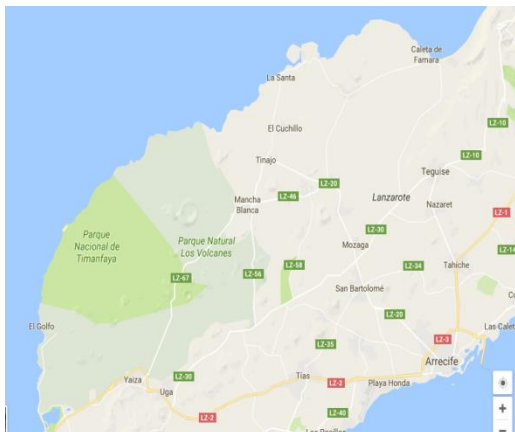 Caleta de
Famara
La Santa
El Cuchillo
LZ-10
Tinajo
LZ-10
Teguise
LZ-20
LZ-46
Lanzarote
Mancha
Blanca
Nazaret
LZ-1
LZ-30
Parque
Nacional de
Timanfaya
Parque Natural
Los Volcanes
Mozaga
LZ-14
LZ-58
LZ-34
Tahiche
LZ-67
LZ-56
San Bartolomé
LZ-20
El Golfo
Las Calet
LZ-3
LZ-35
Arrecife
Yaiza
LZ-30
Tías
LZ-2
Playa Honda
Uga
LZ-2
LZ-40